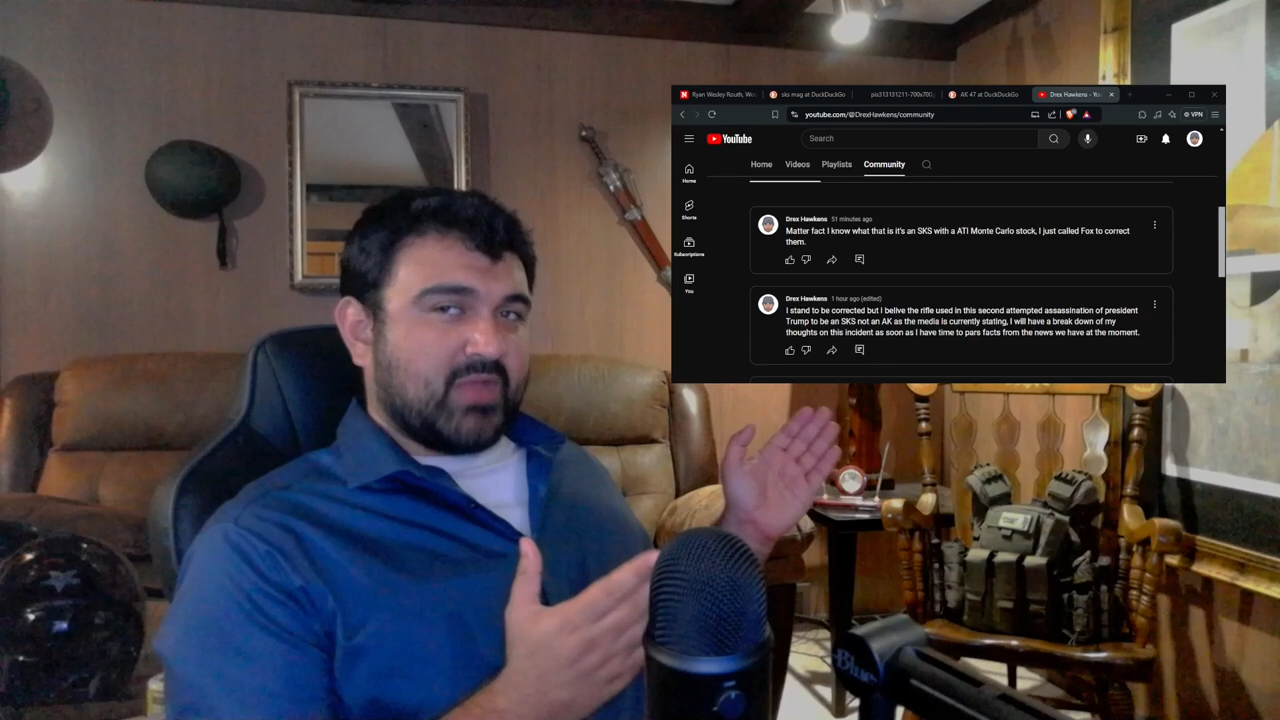 Ryan Wesley Routh, Wo
sks msg at DuckDuckGo
pix313131211-700x700
AK 47 at DuckDuckGo
Drex Hawkens - Yo
youtube.com/@DrexHawkens/community
VPN
YouTube
Search
Home
Videos
Playlists
Community
Home
Shorts
Subscriptions
You
Drex Hawkens 51 minutes ago
Matter fact I know what that is it's an SKS with a ATI Monte Carlo stock, I just called Fox to correct
them.
Drex Hawkens 1 hour ago (edited)
I stand to be corrected but I belive the rifle used in this second attempted assassination of president
Trump to be an SKS not an AK as the media is currently stating, I will have a break down of my
thoughts on this incident as soon as I have time to pars facts from the news we have at the moment.
Blue